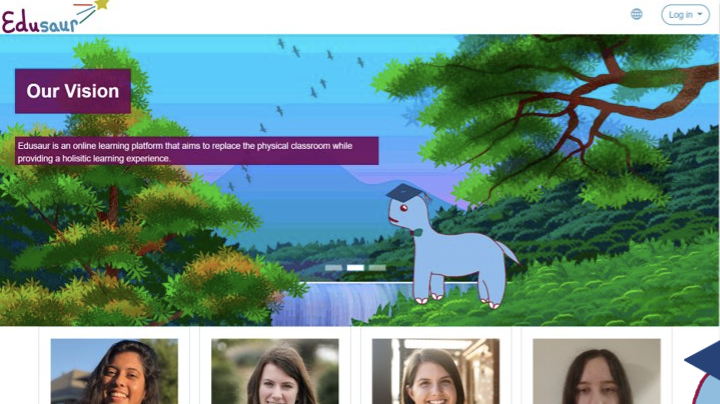 Edusaur
Log in
Our Vision
Edusaur is an online learning platform that aims to replace the physical classroom while
providing a holisitic learning experience.